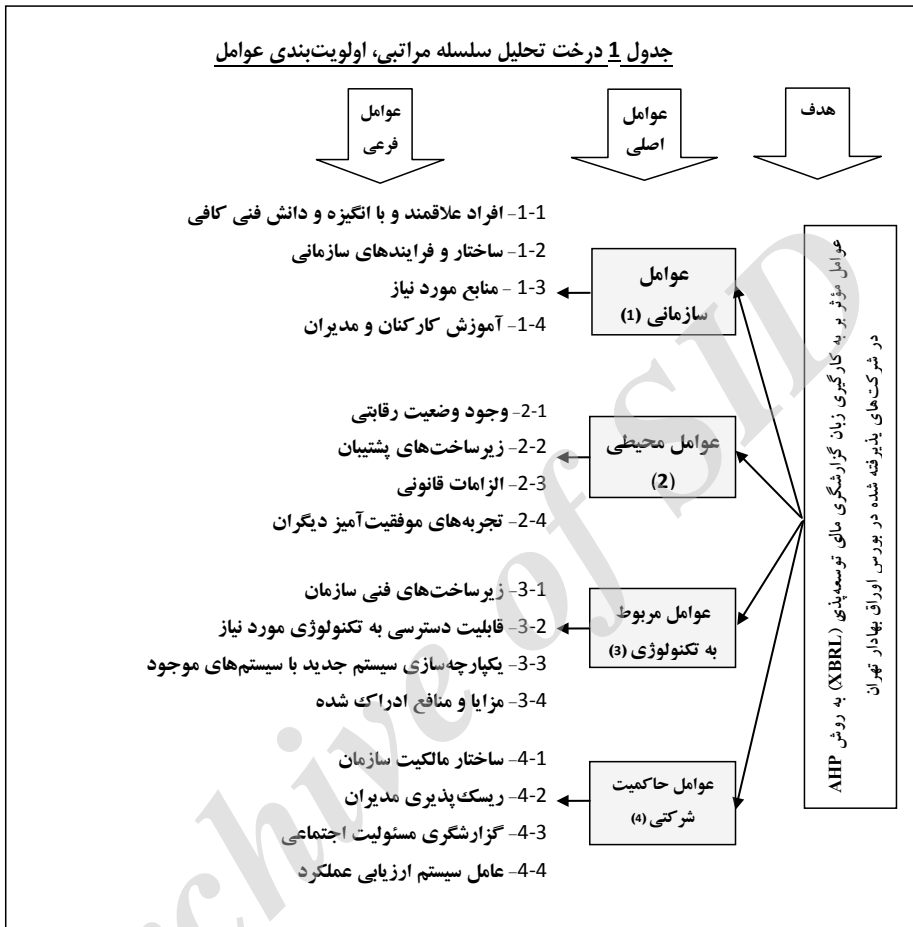 جدول 1 درخت تحلیل سلسله مراتبی، اولویت‌بندی عوامل
هدف
عوامل
اصلی
عوامل
فرعی
عوامل مؤثر بر به کارگیری زبان گزارشگری مالی توسعه‌پذی (XBRL) به روش AHP
در شرکت‌های پذیرفته شده در بورس اوراق بهادار تهران
عوامل
سازمانی (1)
1-1- افراد علاقمند و با انگیزه و دانش فنی کافی
1-2- ساختار و فرایندهای سازمانی
1-3 - منابع مورد نیاز
1-4- آموزش کارکنان و مدیران
عوامل محیطی
(2)
2-1- وجود وضعیت رقابتی
2-2- زیرساخت‌های پشتیبان
2-3- الزامات قانونی
2-4- تجربه‌های موفقیت‌آمیز دیگران
عوامل مربوط
به تکنولوژی (3)
3-1- زیرساخت‌های فنی سازمان
3-2- قابلیت دسترسی به تکنولوژی مورد نیاز
3-3- یکپارچه‌سازی سیستم جدید با سیستم‌های موجود
3-4- مزایا و منافع ادراک شده
عوامل حاکمیت
شرکتی (4)
4-1- ساختار مالکیت سازمان
4-2- ریسک‌پذیری مدیران
4-3- گزارشگری مسئولیت اجتماعی
4-4- عامل سیستم ارزیابی عملکرد
Archive of SID